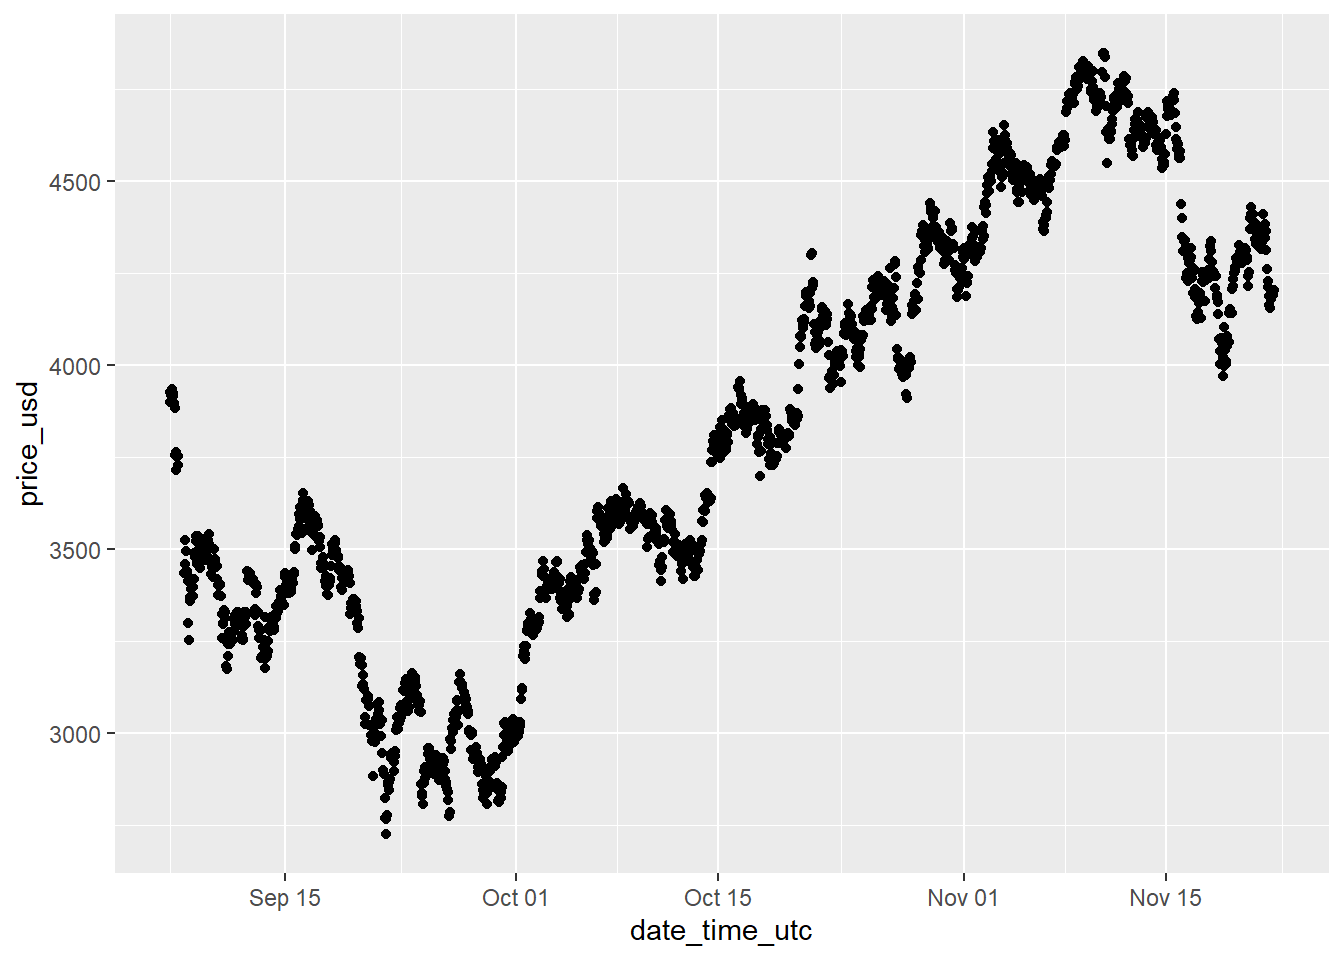 price_usd
4500
4000
3500
3000
Sep 15
Oct 01
Oct 15
Nov 01
Nov 15
date_time_utc